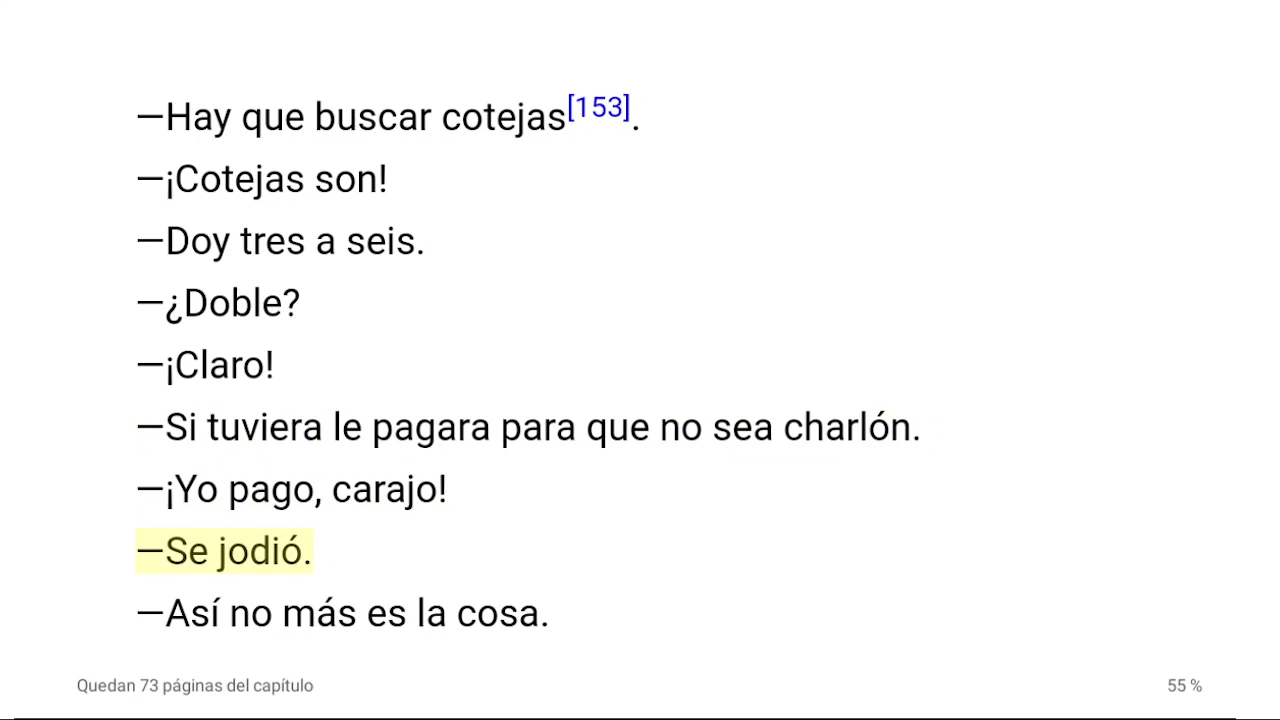 —Hay que buscar cotejas[153].
—¡Cotejas son!
—Doy tres a seis.
—¿Doble?
—¡Claro!
—Si tuviera le pagara para que no sea charlón.
—¡Yo pago, carajo!
—Se jodió.
—Así no más es la cosa.
Quedan 73 páginas del capítulo
55 %